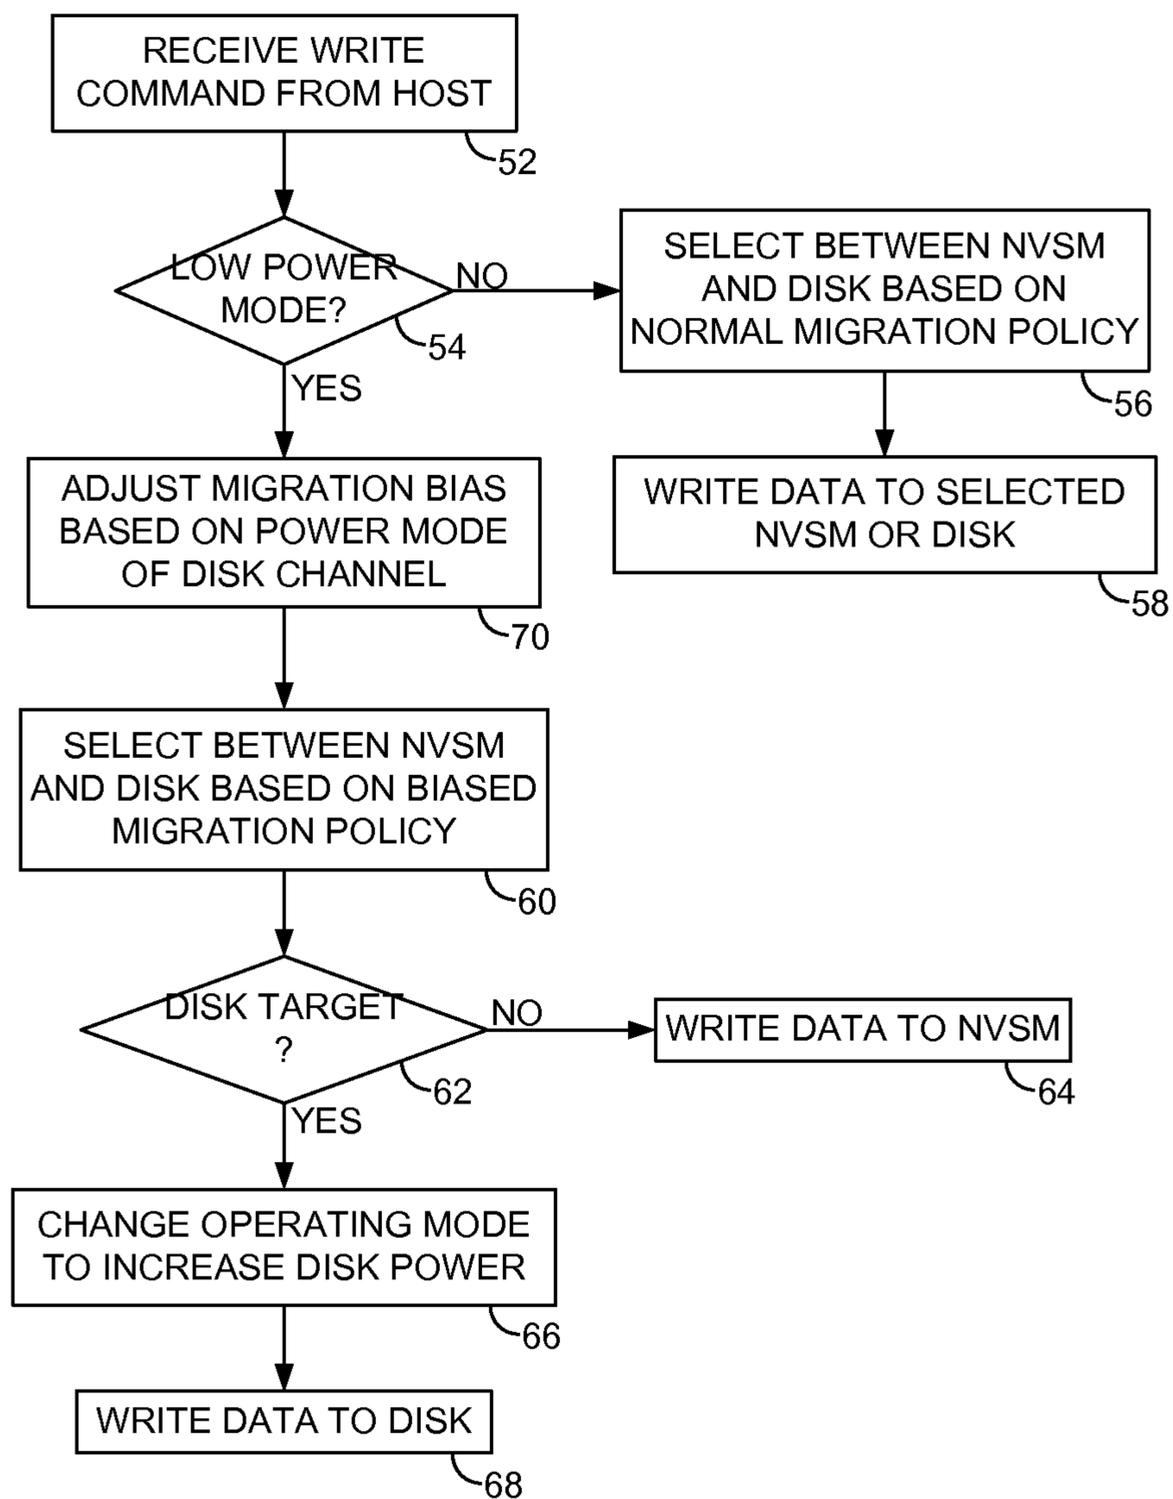 RECEIVE WRITE
COMMAND FROM HOST
52
LOW POWER
MODE?
54
NO
YES
SELECT BETWEEN NVSM
AND DISK BASED ON
NORMAL MIGRATION POLICY
56
WRITE DATA TO SELECTED
NVSM OR DISK
58
ADJUST MIGRATION BIAS
BASED ON POWER MODE
OF DISK CHANNEL
70
SELECT BETWEEN NVSM
AND DISK BASED ON BIASED
MIGRATION POLICY
60
DISK TARGET
?
62
NO
YES
WRITE DATA TO NVSM
64
CHANGE OPERATING MODE
TO INCREASE DISK POWER
66
WRITE DATA TO DISK
68